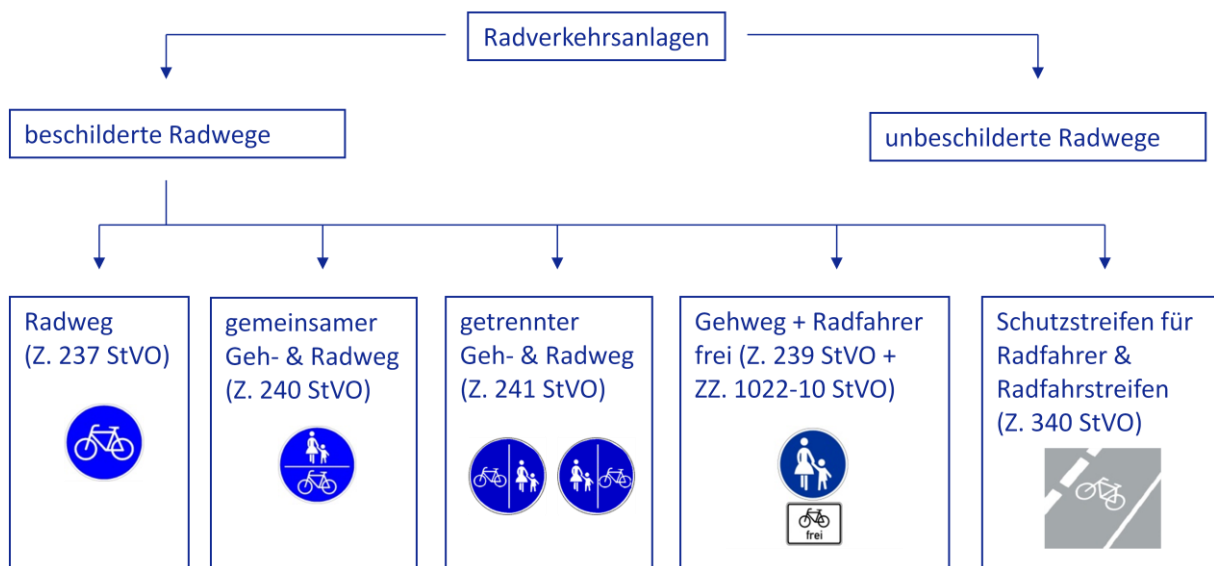 Radverkehrsanlagen
beschilderte Radwege
unbeschilderte Radwege
Radweg
(Z. 237 StVO)
gemeinsamer
Geh- & Radweg
(Z. 240 StVO)
getrennter
Geh- & Radweg
(Z. 241 StVO)
Gehweg + Radfahrer
frei (Z. 239 StVO +
ZZ. 1022-10 StVO)
frei
Schutzstreifen für
Radfahrer &
Radfahrstreifen
(Z. 340 StVO)